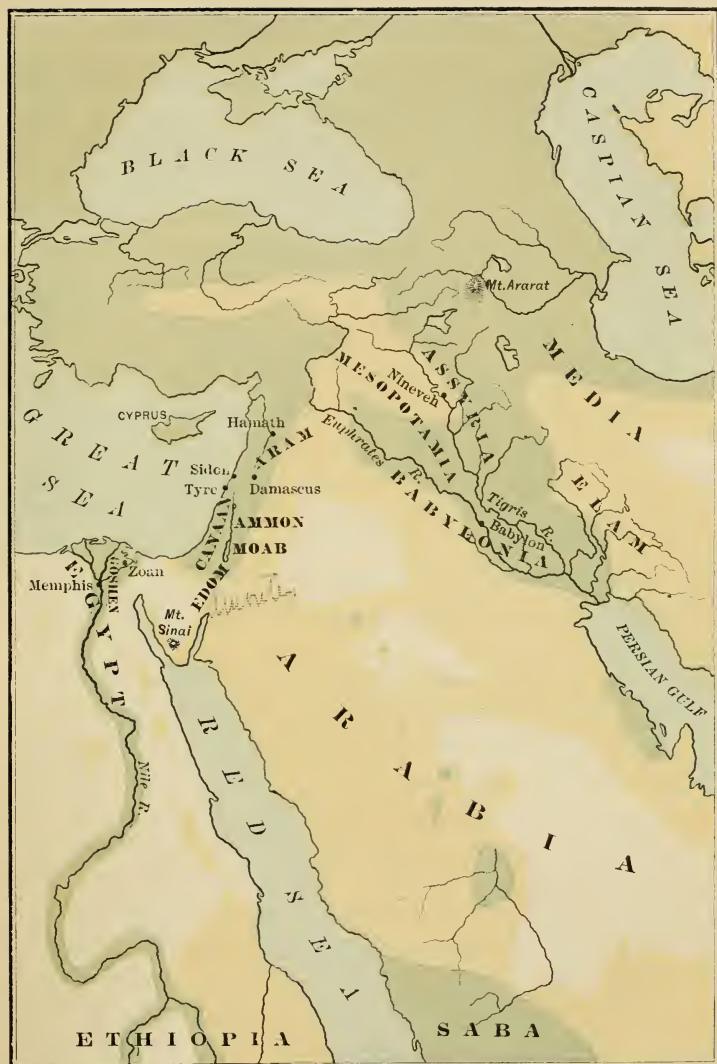 BLACK SEA
CASPIAN SEA
Mt. Ararat
MEDIA
ASSYRIA
MESOPOTAMIA
Nineveh
CYPRUS
GREAT SEA
Hamath
ARAM
Euphrates R.
ELAM
Sidon
Tyre
Damascus
Tigris R.
Babylon
BABYLONIA
CANAAN
AMMON
MOAB
EDOM
Zoan
GOSHEN
Memphis
EGYPT
Mt. Sinai
PERSIAN GULF
ARABIA
RED SEA
Nile R.
ETHIOPIA
SABA